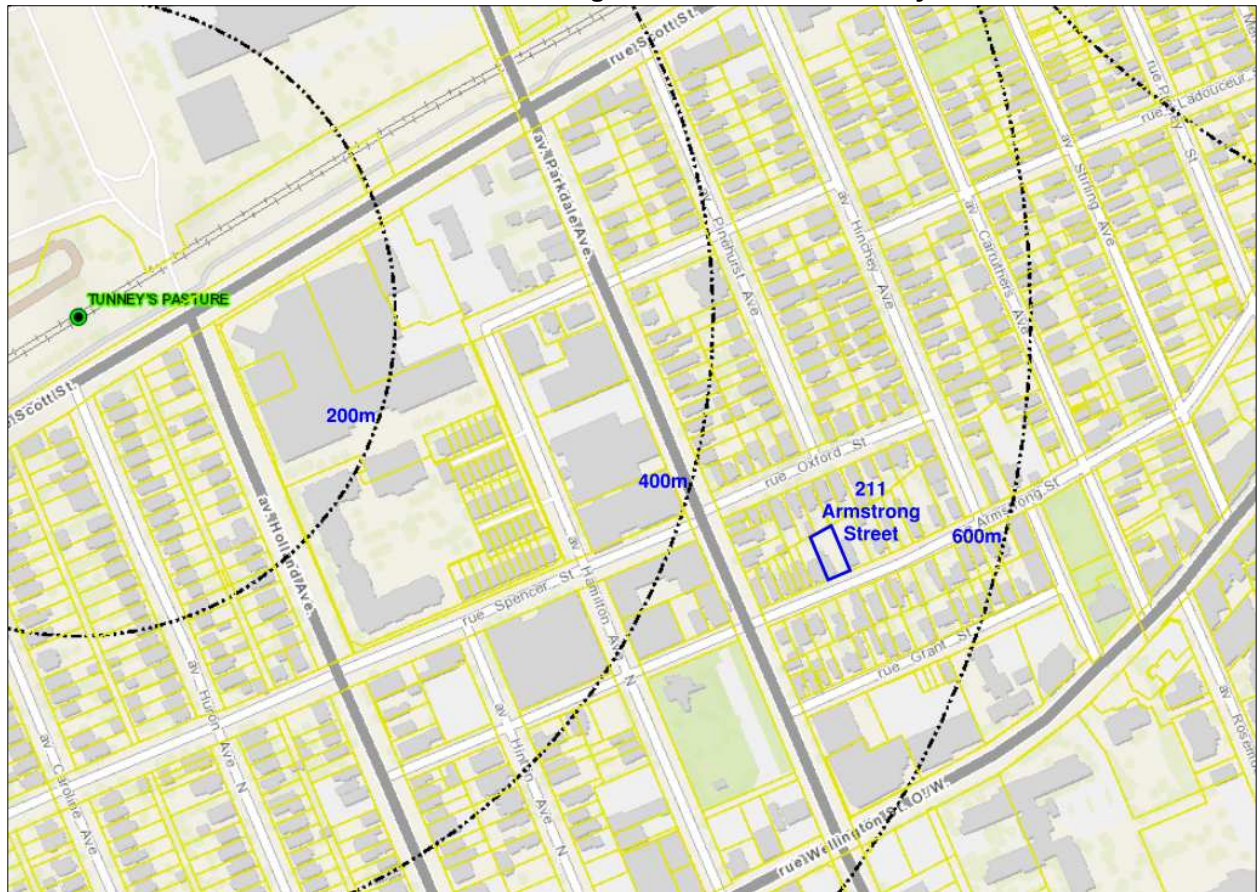 rue Scott St.
rue Scott St.
av. Parkdale Ave.
av Pinehurst Ave
av Hinchey Ave
av Carruthers Ave
av Stirling Ave
rue Ladouceur
TUNNEY'S PASTURE
200m
400m
600m
211
Armstrong
Street
rue Oxford St
Armstrong St
rue Spencer St
rue Grant St
av. Holland Ave.
av Hamilton Ave N
av Huron Ave N
av Hinton Ave N
av Caroline Ave
rue Wellington St. O./W.